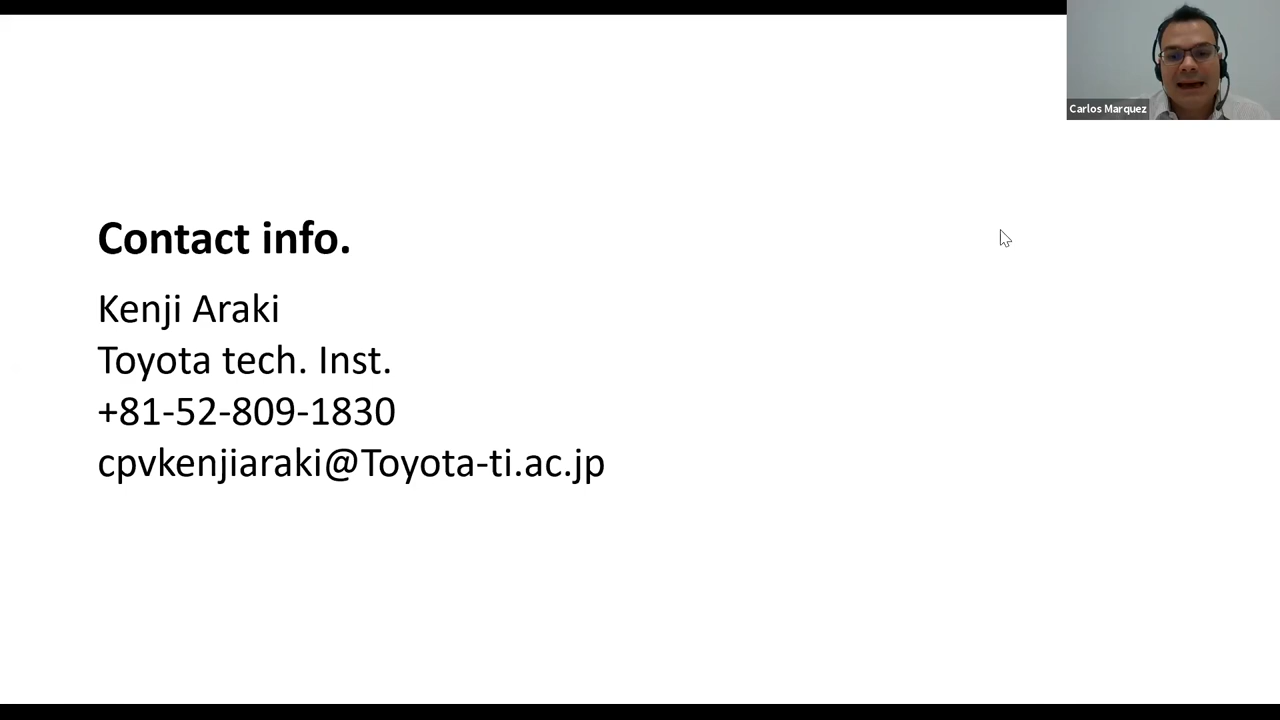 Carlos Marquez
Contact info.
Kenji Araki
Toyota tech. Inst.
+81-52-809-1830
cpvkenjiaraki@Toyota-ti.ac.jp